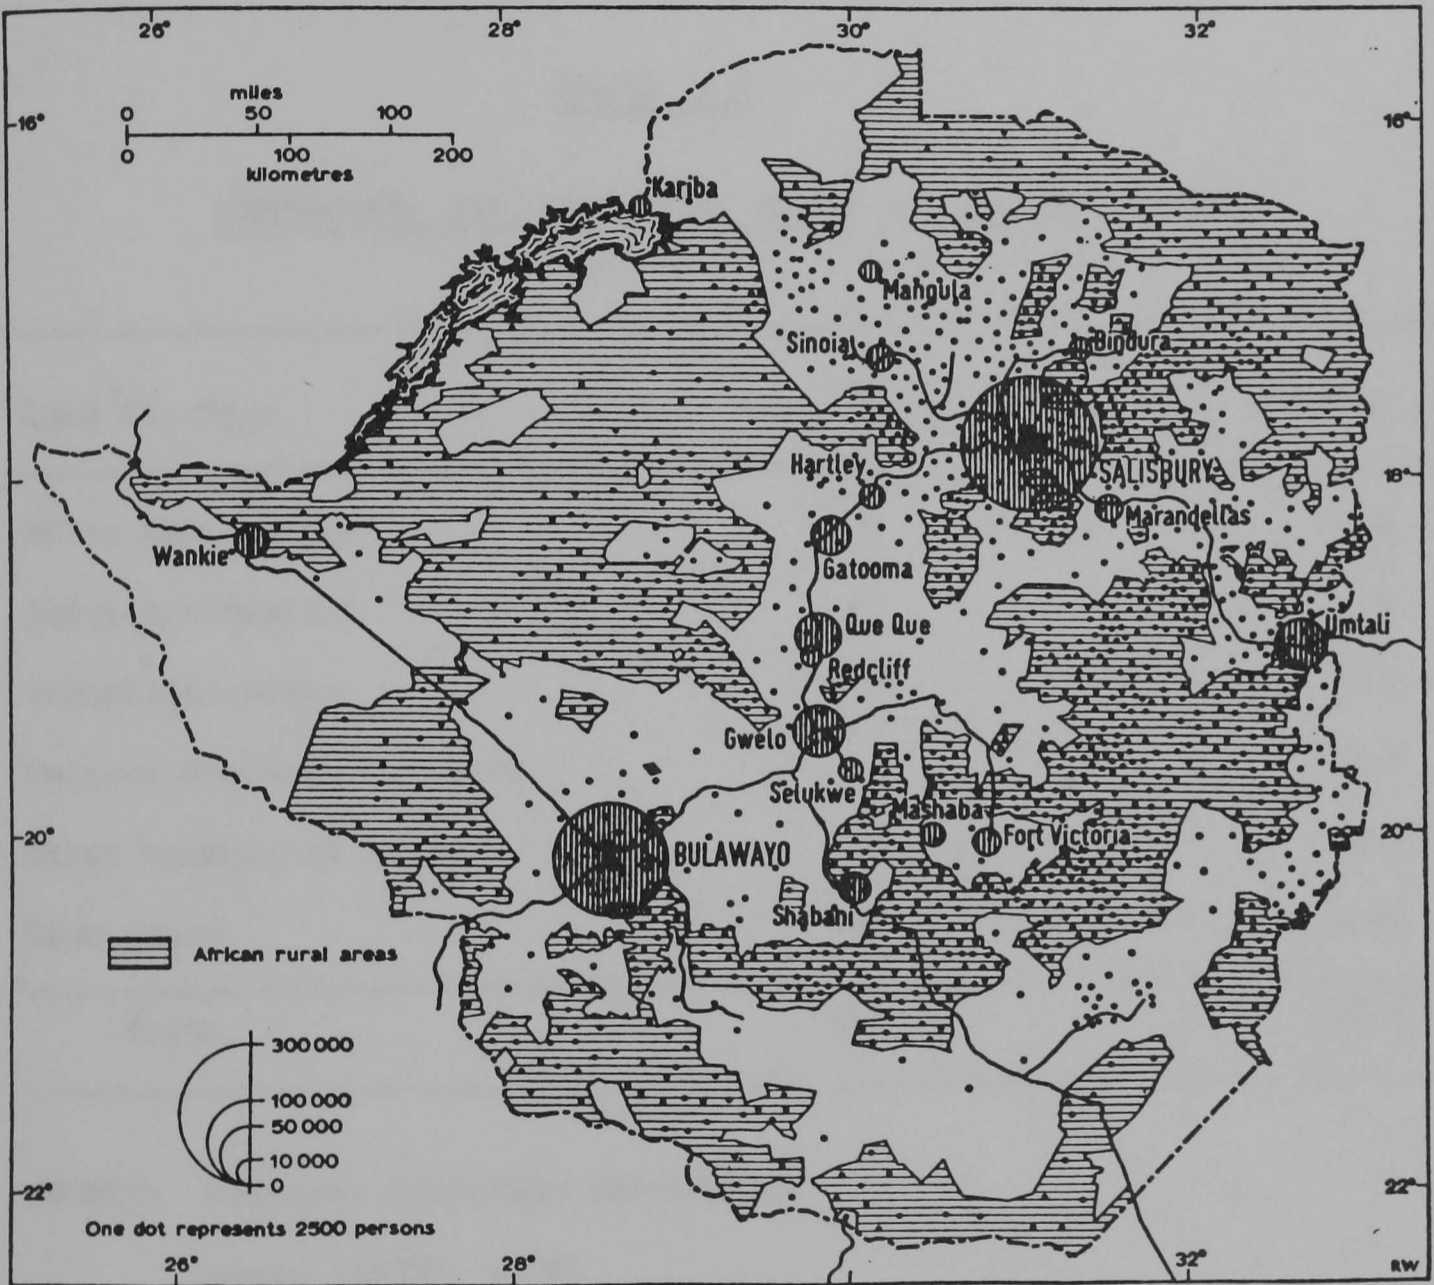 26° 28° 30° 32°
miles
0 50 100
0 100 200
kilometres
16° 16°
Kariba
Mangula
Sinoia
Bindura
SALISBURY
18°
Hartley
Marandellas
Wankie
Gatooma
Que Que
Umtali
Redcliff
Gwelo
Selukwe
Mashaba
20° 20°
Fort Victoria
BULAWAYO
Shabani
African rural areas
300 000
100 000
50 000
10 000
0
22° 22°
One dot represents 2500 persons
26° 28° 32°
RW